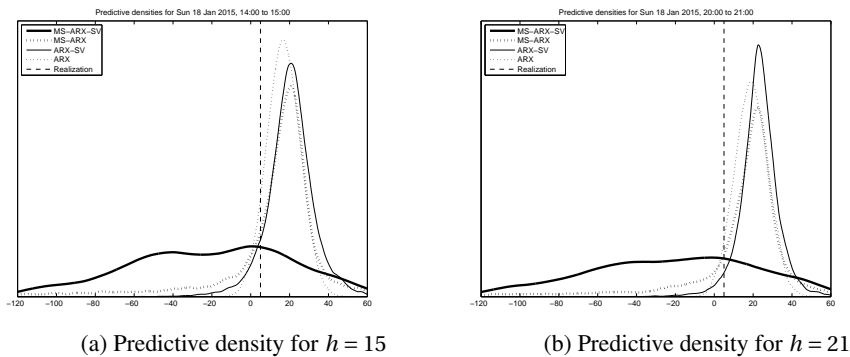 Predictive densities for Sun 18 Jan 2015, 14:00 to 15:00
MS−ARX−SV
MS−ARX
ARX−SV
ARX
Realization
−120 −100 −80 −60 −40 −20 0 20 40 60
(a) Predictive density for h = 15
Predictive densities for Sun 18 Jan 2015, 20:00 to 21:00
MS−ARX−SV
MS−ARX
ARX−SV
ARX
Realization
−120 −100 −80 −60 −40 −20 0 20 40 60
(b) Predictive density for h = 21